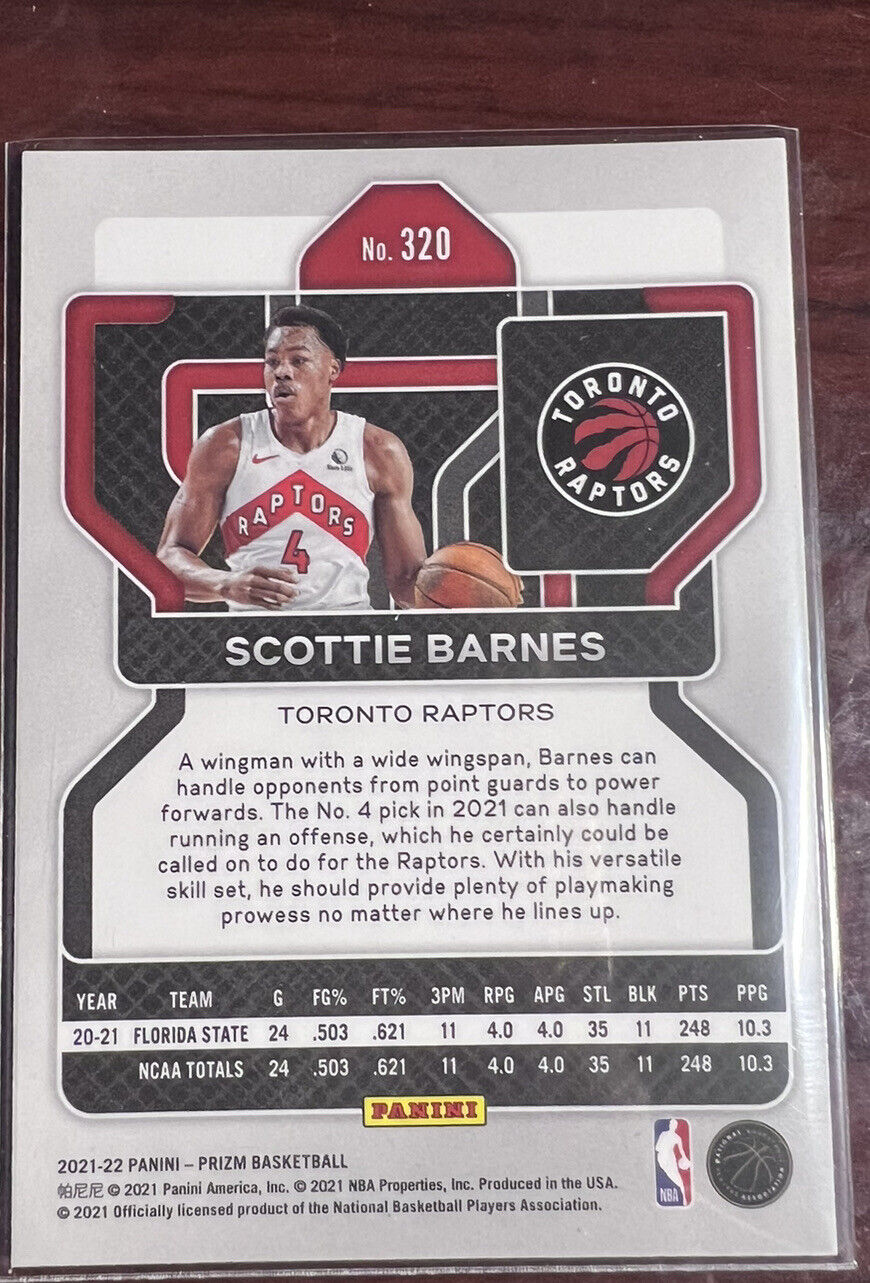 No. 320
TORONTO
RAPTORS
RAPTORS
4
SCOTTIE BARNES
TORONTO RAPTORS
A wingman with a wide wingspan, Barnes can
handle opponents from point guards to power
forwards. The No. 4 pick in 2021 can also handle
running an offense, which he certainly could be
called on to do for the Raptors. With his versatile
skill set, he should provide plenty of playmaking
prowess no matter where he lines up.
YEAR TEAM G FG% FT% 3PM RPG APG STL BLK PTS PPG
20-21 FLORIDA STATE 24 .503 .621 11 4.0 4.0 35 11 248 10.3
NCAA TOTALS 24 .503 .621 11 4.0 4.0 35 11 248 10.3
PANINI
2021-22 PANINI – PRIZM BASKETBALL
帕尼尼 © 2021 Panini America, Inc. © 2021 NBA Properties, Inc. Produced in the USA.
© 2021 Officially licensed product of the National Basketball Players Association.
NBA